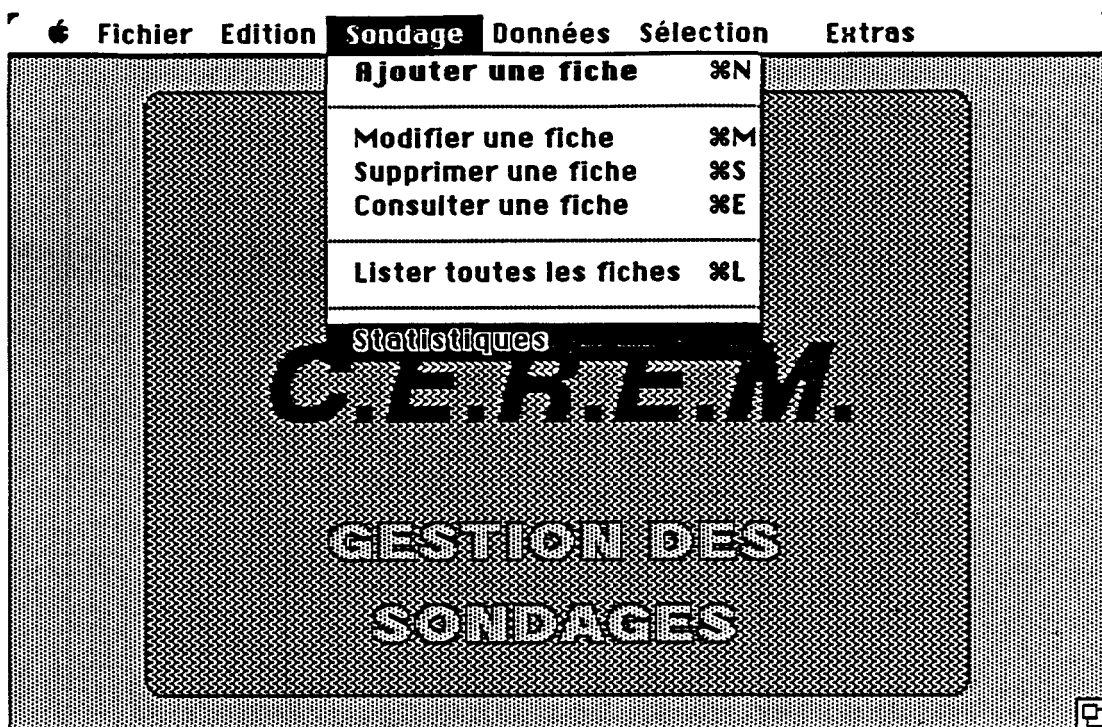 Fichier Edition Sondage Données Sélection Extras
Ajouter une fiche ⌘N
Modifier une fiche ⌘M
Supprimer une fiche ⌘S
Consulter une fiche ⌘E
Lister toutes les fiches ⌘L
Statistiques
C.E.R.E.M.
GESTION DES
SONDAGES